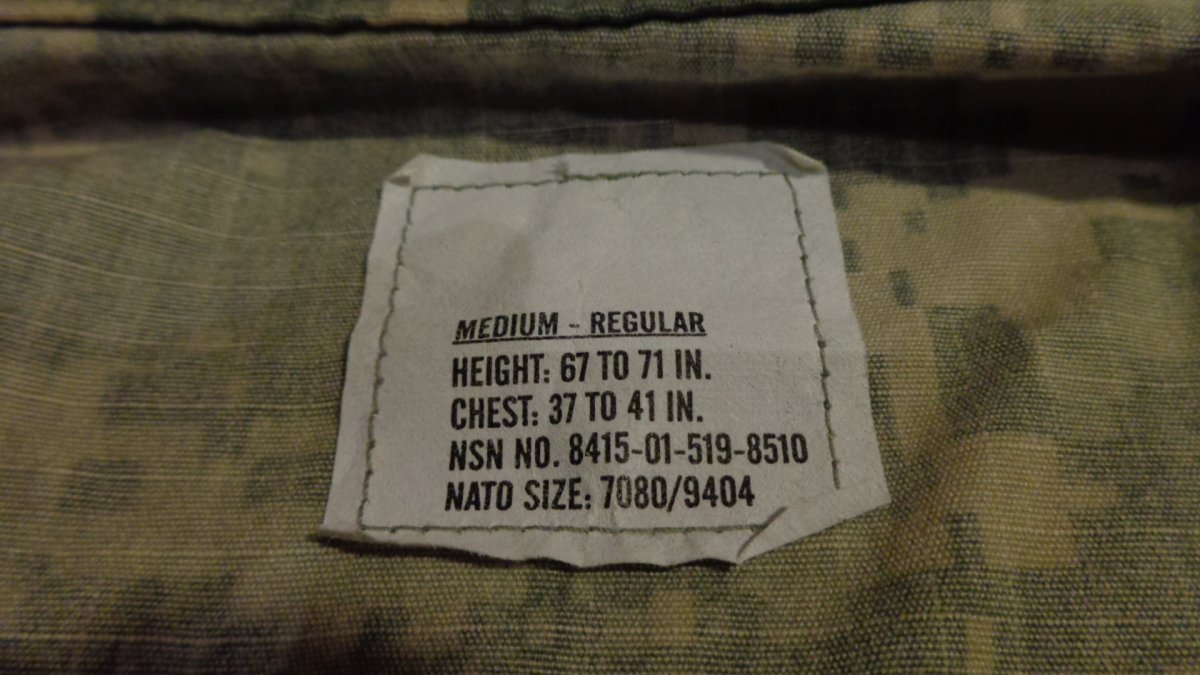 MEDIUM - REGULAR
HEIGHT: 67 TO 71 IN.
CHEST: 37 TO 41 IN.
NSN NO. 8415-01-519-8510
NATO SIZE: 7080/9404